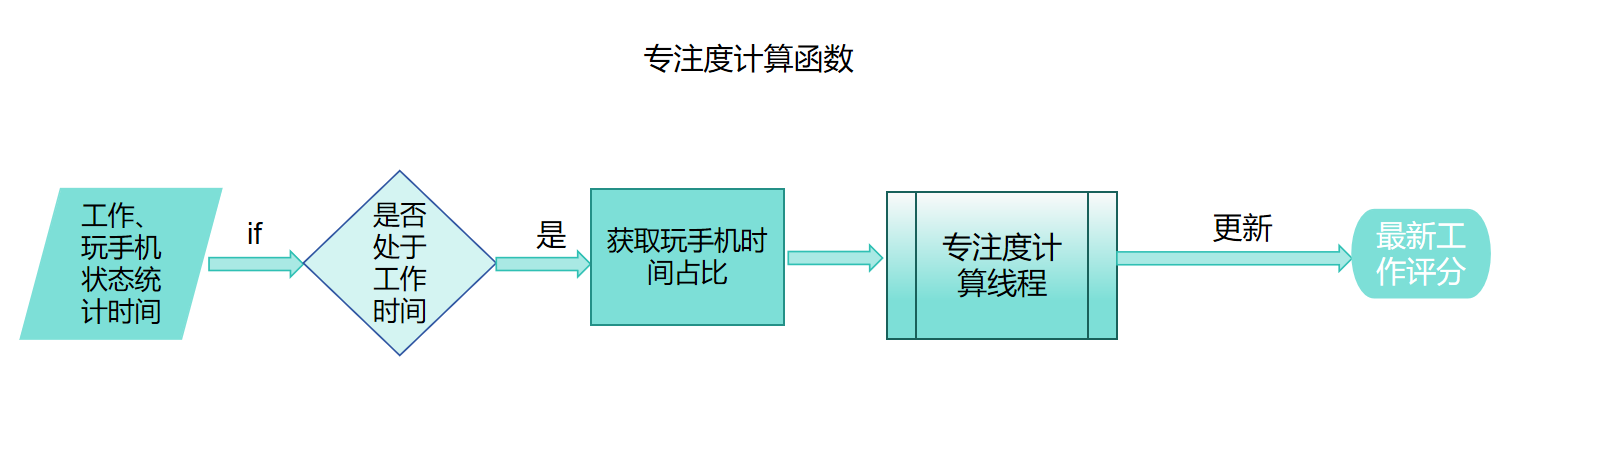 专注度计算函数
工作、
玩手机
状态统
计时间
if
是否
处于
工作
时间
是
获取玩手机时
间占比
专注度计
算线程
更新
最新工
作评分